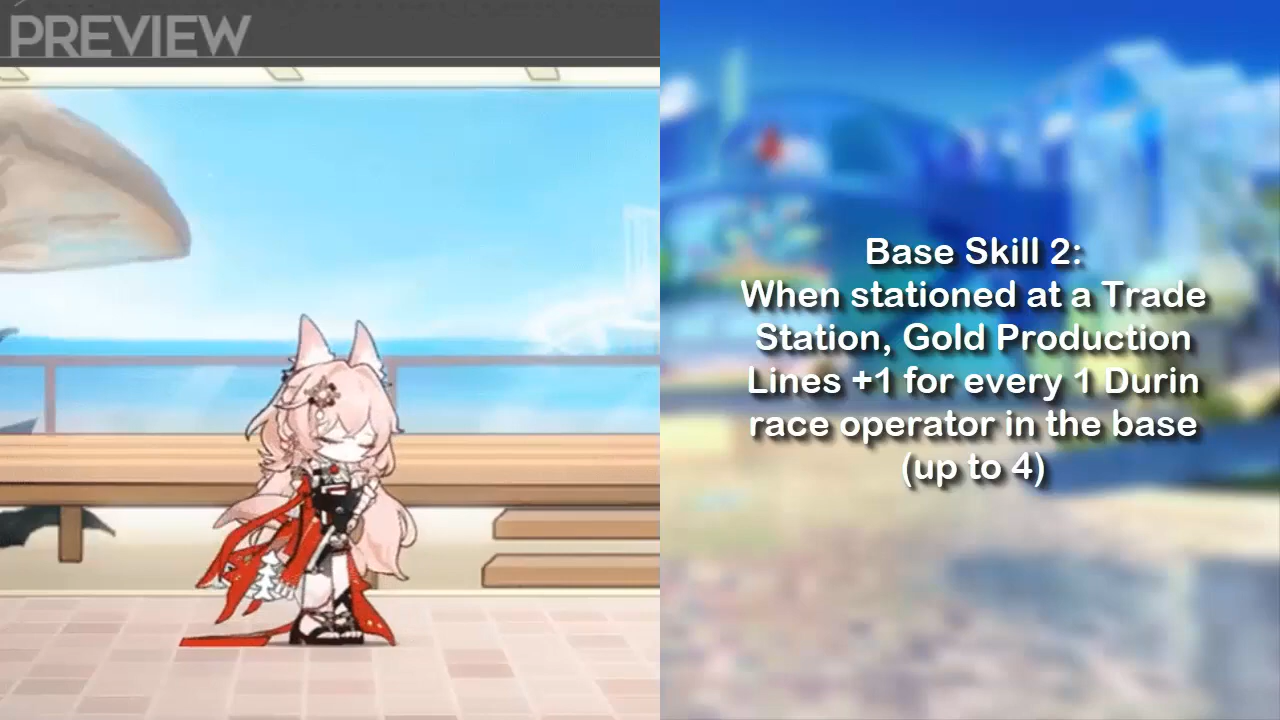 PREVIEW
Base Skill 2:
When stationed at a Trade
Station, Gold Production
Lines +1 for every 1 Durin
race operator in the base
(up to 4)